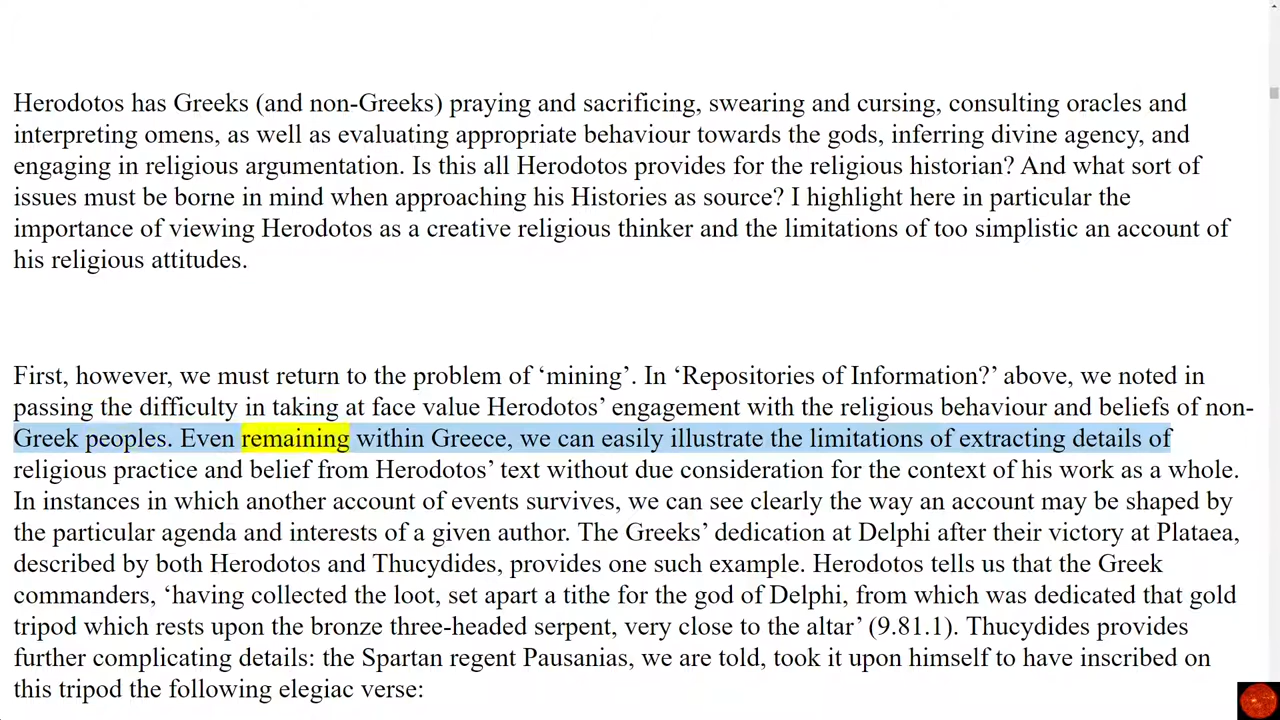 Herodotos has Greeks (and non-Greeks) praying and sacrificing, swearing and cursing, consulting oracles and
interpreting omens, as well as evaluating appropriate behaviour towards the gods, inferring divine agency, and
engaging in religious argumentation. Is this all Herodotos provides for the religious historian? And what sort of
issues must be borne in mind when approaching his Histories as source? I highlight here in particular the
importance of viewing Herodotos as a creative religious thinker and the limitations of too simplistic an account of
his religious attitudes.
First, however, we must return to the problem of ‘mining’. In ‘Repositories of Information?’ above, we noted in
passing the difficulty in taking at face value Herodotos’ engagement with the religious behaviour and beliefs of non-
Greek peoples. Even remaining within Greece, we can easily illustrate the limitations of extracting details of
religious practice and belief from Herodotos’ text without due consideration for the context of his work as a whole.
In instances in which another account of events survives, we can see clearly the way an account may be shaped by
the particular agenda and interests of a given author. The Greeks’ dedication at Delphi after their victory at Plataea,
described by both Herodotos and Thucydides, provides one such example. Herodotos tells us that the Greek
commanders, ‘having collected the loot, set apart a tithe for the god of Delphi, from which was dedicated that gold
tripod which rests upon the bronze three-headed serpent, very close to the altar’ (9.81.1). Thucydides provides
further complicating details: the Spartan regent Pausanias, we are told, took it upon himself to have inscribed on
this tripod the following elegiac verse: